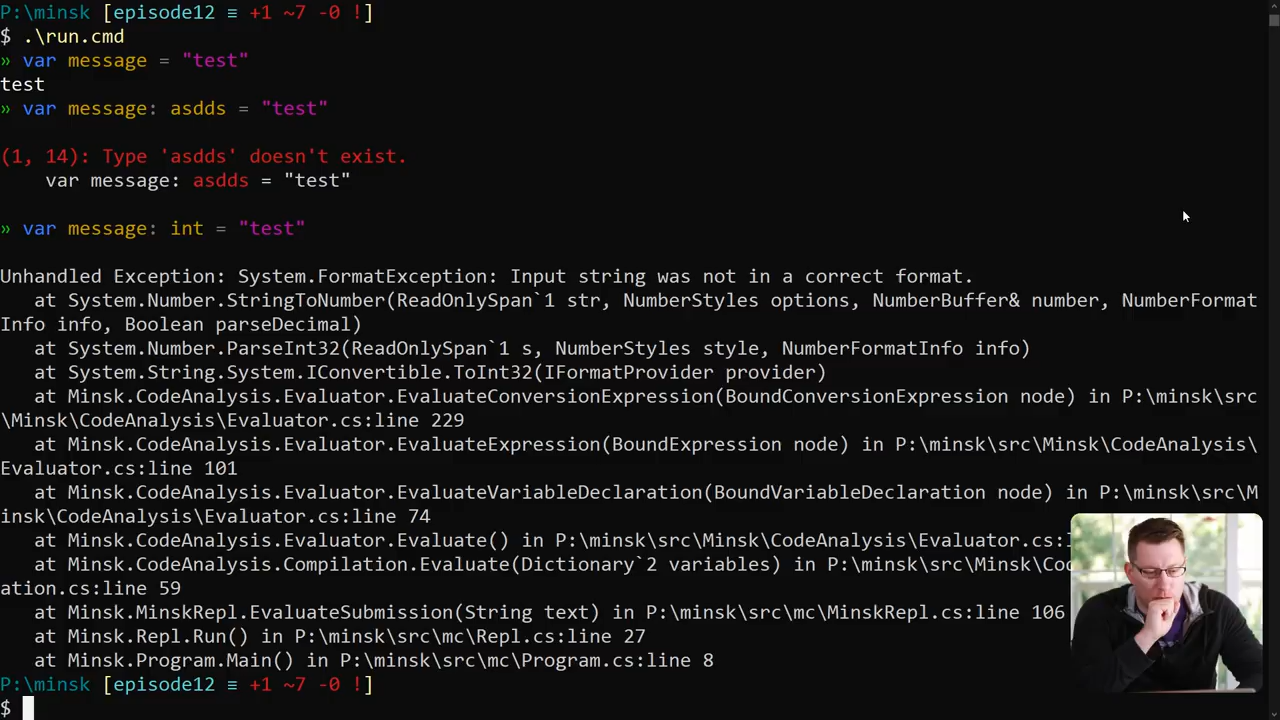 P:\minsk [episode12 ≡ +1 ~7 -0 !]
$ .\run.cmd
» var message = "test"
test
» var message: asdds = "test"
(1, 14): Type 'asdds' doesn't exist.
var message: asdds = "test"
» var message: int = "test"
Unhandled Exception: System.FormatException: Input string was not in a correct format.
at System.Number.StringToNumber(ReadOnlySpan`1 str, NumberStyles options, NumberBuffer& number, NumberFormat
Info info, Boolean parseDecimal)
at System.Number.ParseInt32(ReadOnlySpan`1 s, NumberStyles style, NumberFormatInfo info)
at System.String.System.IConvertible.ToInt32(IFormatProvider provider)
at Minsk.CodeAnalysis.Evaluator.EvaluateConversionExpression(BoundConversionExpression node) in P:\minsk\src
\Minsk\CodeAnalysis\Evaluator.cs:line 229
at Minsk.CodeAnalysis.Evaluator.EvaluateExpression(BoundExpression node) in P:\minsk\src\Minsk\CodeAnalysis\
Evaluator.cs:line 101
at Minsk.CodeAnalysis.Evaluator.EvaluateVariableDeclaration(BoundVariableDeclaration node) in P:\minsk\src\M
insk\CodeAnalysis\Evaluator.cs:line 74
at Minsk.CodeAnalysis.Evaluator.Evaluate() in P:\minsk\src\Minsk\CodeAnalysis\Evaluator.cs:
at Minsk.CodeAnalysis.Compilation.Evaluate(Dictionary`2 variables) in P:\minsk\src\Minsk\Cod
ation.cs:line 59
at Minsk.MinskRepl.EvaluateSubmission(String text) in P:\minsk\src\mc\MinskRepl.cs:line 106
at Minsk.Repl.Run() in P:\minsk\src\mc\Repl.cs:line 27
at Minsk.Program.Main() in P:\minsk\src\mc\Program.cs:line 8
P:\minsk [episode12 ≡ +1 ~7 -0 !]
$